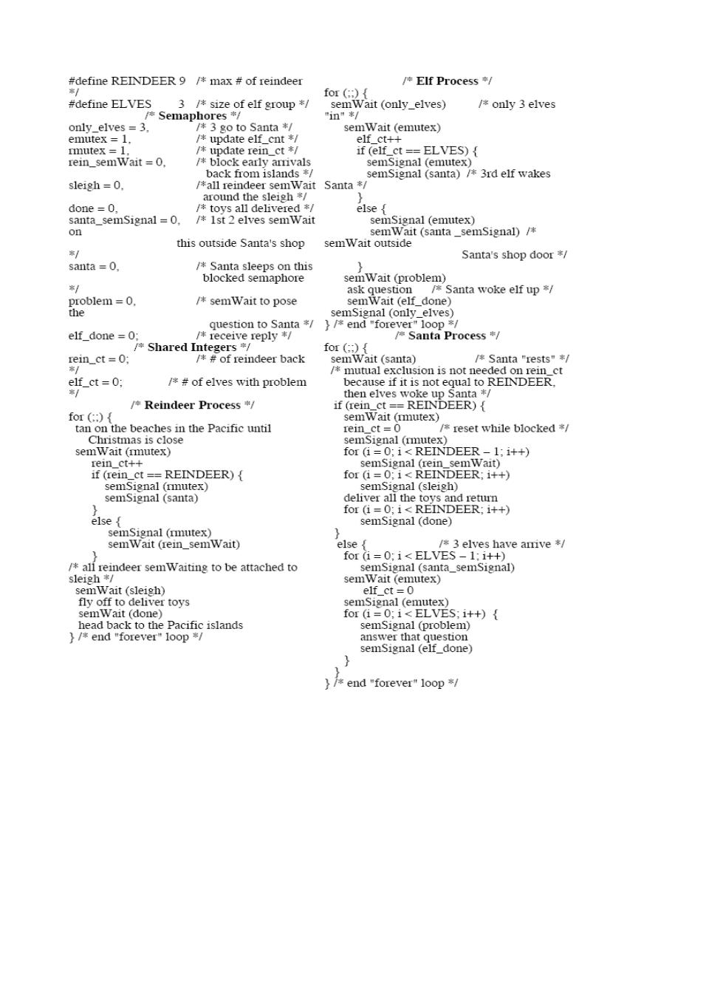 #define REINDEER 9 /* max # of reindeer
*/
#define ELVES 3 /* size of elf group */
/* Semaphores */
only_elves = 3, /* 3 go to Santa */
emutex = 1, /* update elf_cnt */
rmutex = 1, /* update rein_ct */
rein_semWait = 0, /* block early arrivals
back from islands */
sleigh = 0, /*all reindeer semWait
around the sleigh */
done = 0, /* toys all delivered */
santa_semSignal = 0, /* 1st 2 elves semWait
on
this outside Santa's shop
*/
santa = 0, /* Santa sleeps on this
blocked semaphore
*/
problem = 0, /* semWait to pose
the
question to Santa */
elf_done = 0; /* receive reply */
/* Shared Integers */
rein_ct = 0; /* # of reindeer back
*/
elf_ct = 0; /* # of elves with problem
*/
/* Reindeer Process */
for (;;) {
tan on the beaches in the Pacific until
Christmas is close
semWait (rmutex)
rein_ct++
if (rein_ct == REINDEER) {
semSignal (rmutex)
semSignal (santa)
}
else {
semSignal (rmutex)
semWait (rein_semWait)
}
/* all reindeer semWaiting to be attached to
sleigh */
semWait (sleigh)
fly off to deliver toys
semWait (done)
head back to the Pacific islands
} /* end "forever" loop */
/* Elf Process */
for (;;) {
semWait (only_elves) /* only 3 elves
"in" */
semWait (emutex)
elf_ct++
if (elf_ct == ELVES) {
semSignal (emutex)
semSignal (santa) /* 3rd elf wakes
Santa */
}
else {
semSignal (emutex)
semWait (santa _semSignal) /*
semWait outside
Santa's shop door */
}
semWait (problem)
ask question /* Santa woke elf up */
semWait (elf_done)
semSignal (only_elves)
} /* end "forever" loop */
/* Santa Process */
for (;;) {
semWait (santa) /* Santa "rests" */
/* mutual exclusion is not needed on rein_ct
because if it is not equal to REINDEER,
then elves woke up Santa */
if (rein_ct == REINDEER) {
semWait (rmutex)
rein_ct = 0 /* reset while blocked */
semSignal (rmutex)
for (i = 0; i < REINDEER – 1; i++)
semSignal (rein_semWait)
for (i = 0; i < REINDEER; i++)
semSignal (sleigh)
deliver all the toys and return
for (i = 0; i < REINDEER; i++)
semSignal (done)
}
else { /* 3 elves have arrive */
for (i = 0; i < ELVES – 1; i++)
semSignal (santa_semSignal)
semWait (emutex)
elf_ct = 0
semSignal (emutex)
for (i = 0; i < ELVES; i++) {
semSignal (problem)
answer that question
semSignal (elf_done)
}
}
} /* end "forever" loop */